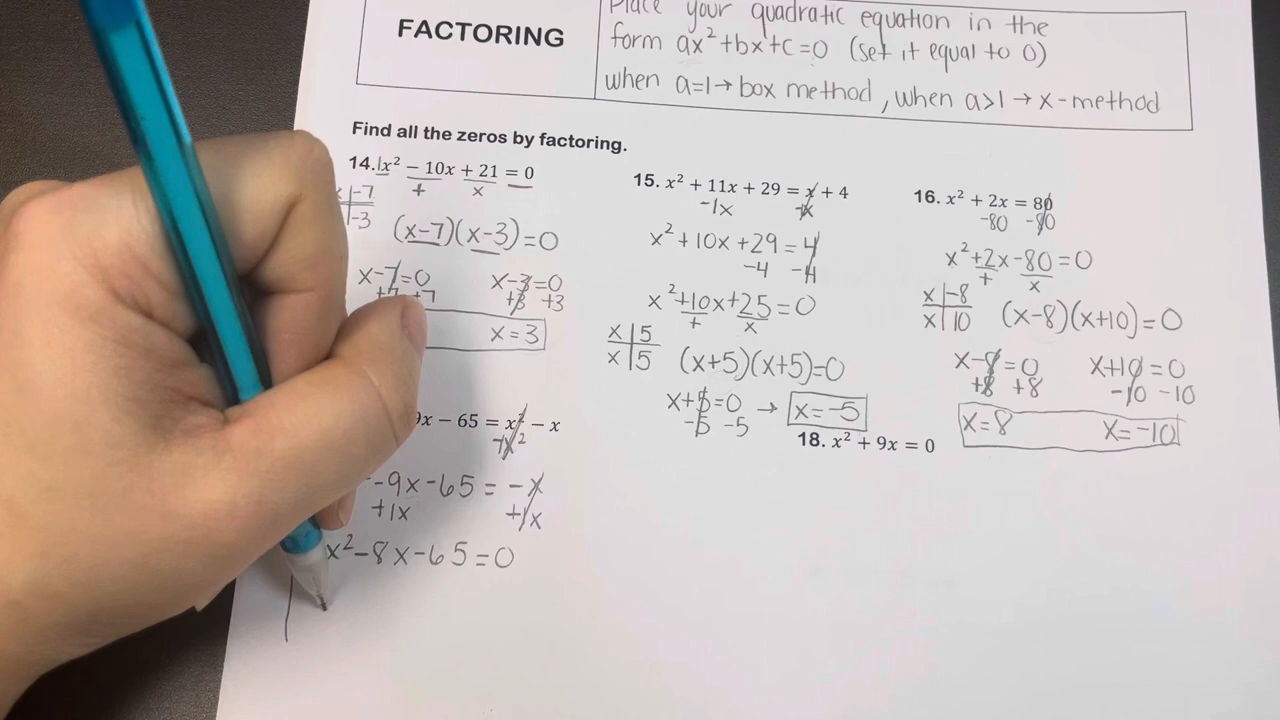 FACTORING
Place your quadratic equation in the
form ax² + bx + c = 0 (set it equal to 0)
when a=1 → box method, when a>1 → x-method
Find all the zeros by factoring.
14. 1x² − 10x + 21 = 0
+ x
x | -7
-3
(x-7)(x-3)=0
x-7=0 x-3=0
+7 +7 +3 +3
x=3
15. x² + 11x + 29 = x + 4
-1x -1x
x² + 10x + 29 = 4
-4 -4
x² + 10x + 25 = 0
+ x
x | 5
x | 5
(x+5)(x+5)=0
x+5=0 → x=-5
-5 -5
16. x² + 2x = 80
-80 -80
x² + 2x - 80 = 0
+ x
x | -8
x | 10
(x-8)(x+10)=0
x-8=0 x+10=0
+8 +8 -10 -10
x=8 x=-10
9x − 65 = x² − x
-1x²
-9x-65 = -x
+1x +1x
x²-8x-65=0
18. x² + 9x = 0